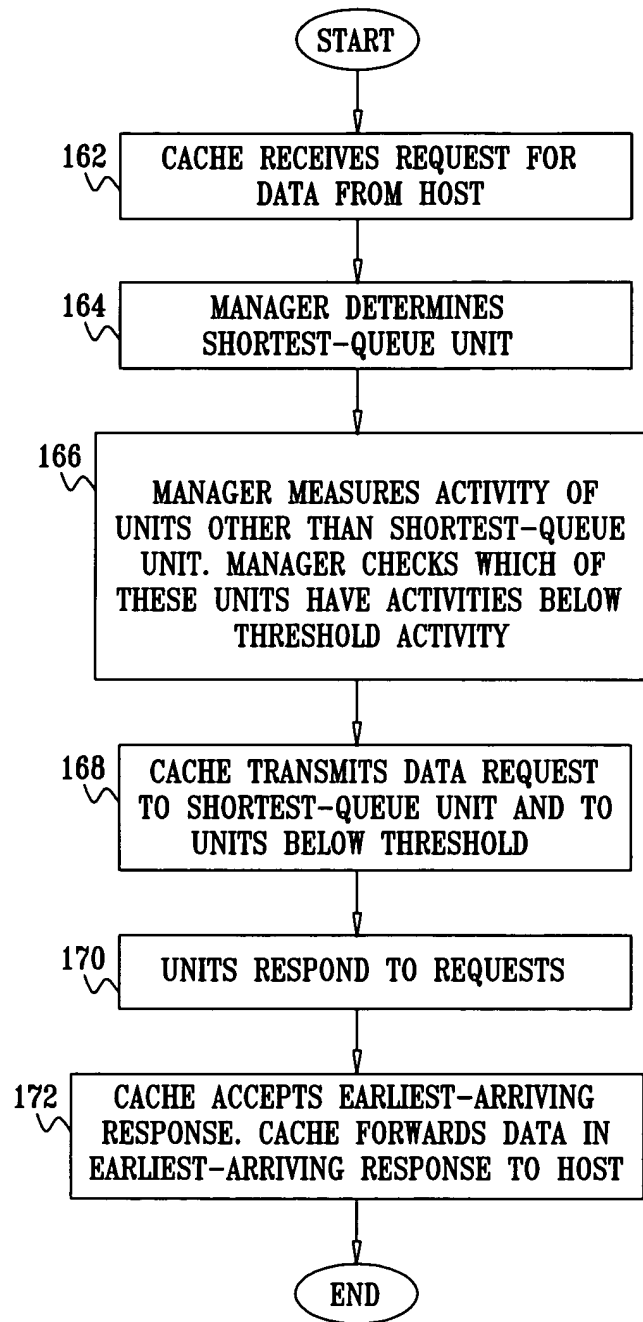 START
162
CACHE RECEIVES REQUEST FOR
DATA FROM HOST
164
MANAGER DETERMINES
SHORTEST-QUEUE UNIT
166
MANAGER MEASURES ACTIVITY OF
UNITS OTHER THAN SHORTEST-QUEUE
UNIT. MANAGER CHECKS WHICH OF
THESE UNITS HAVE ACTIVITIES BELOW
THRESHOLD ACTIVITY
168
CACHE TRANSMITS DATA REQUEST
TO SHORTEST-QUEUE UNIT AND TO
UNITS BELOW THRESHOLD
170
UNITS RESPOND TO REQUESTS
172
CACHE ACCEPTS EARLIEST-ARRIVING
RESPONSE. CACHE FORWARDS DATA IN
EARLIEST-ARRIVING RESPONSE TO HOST
END